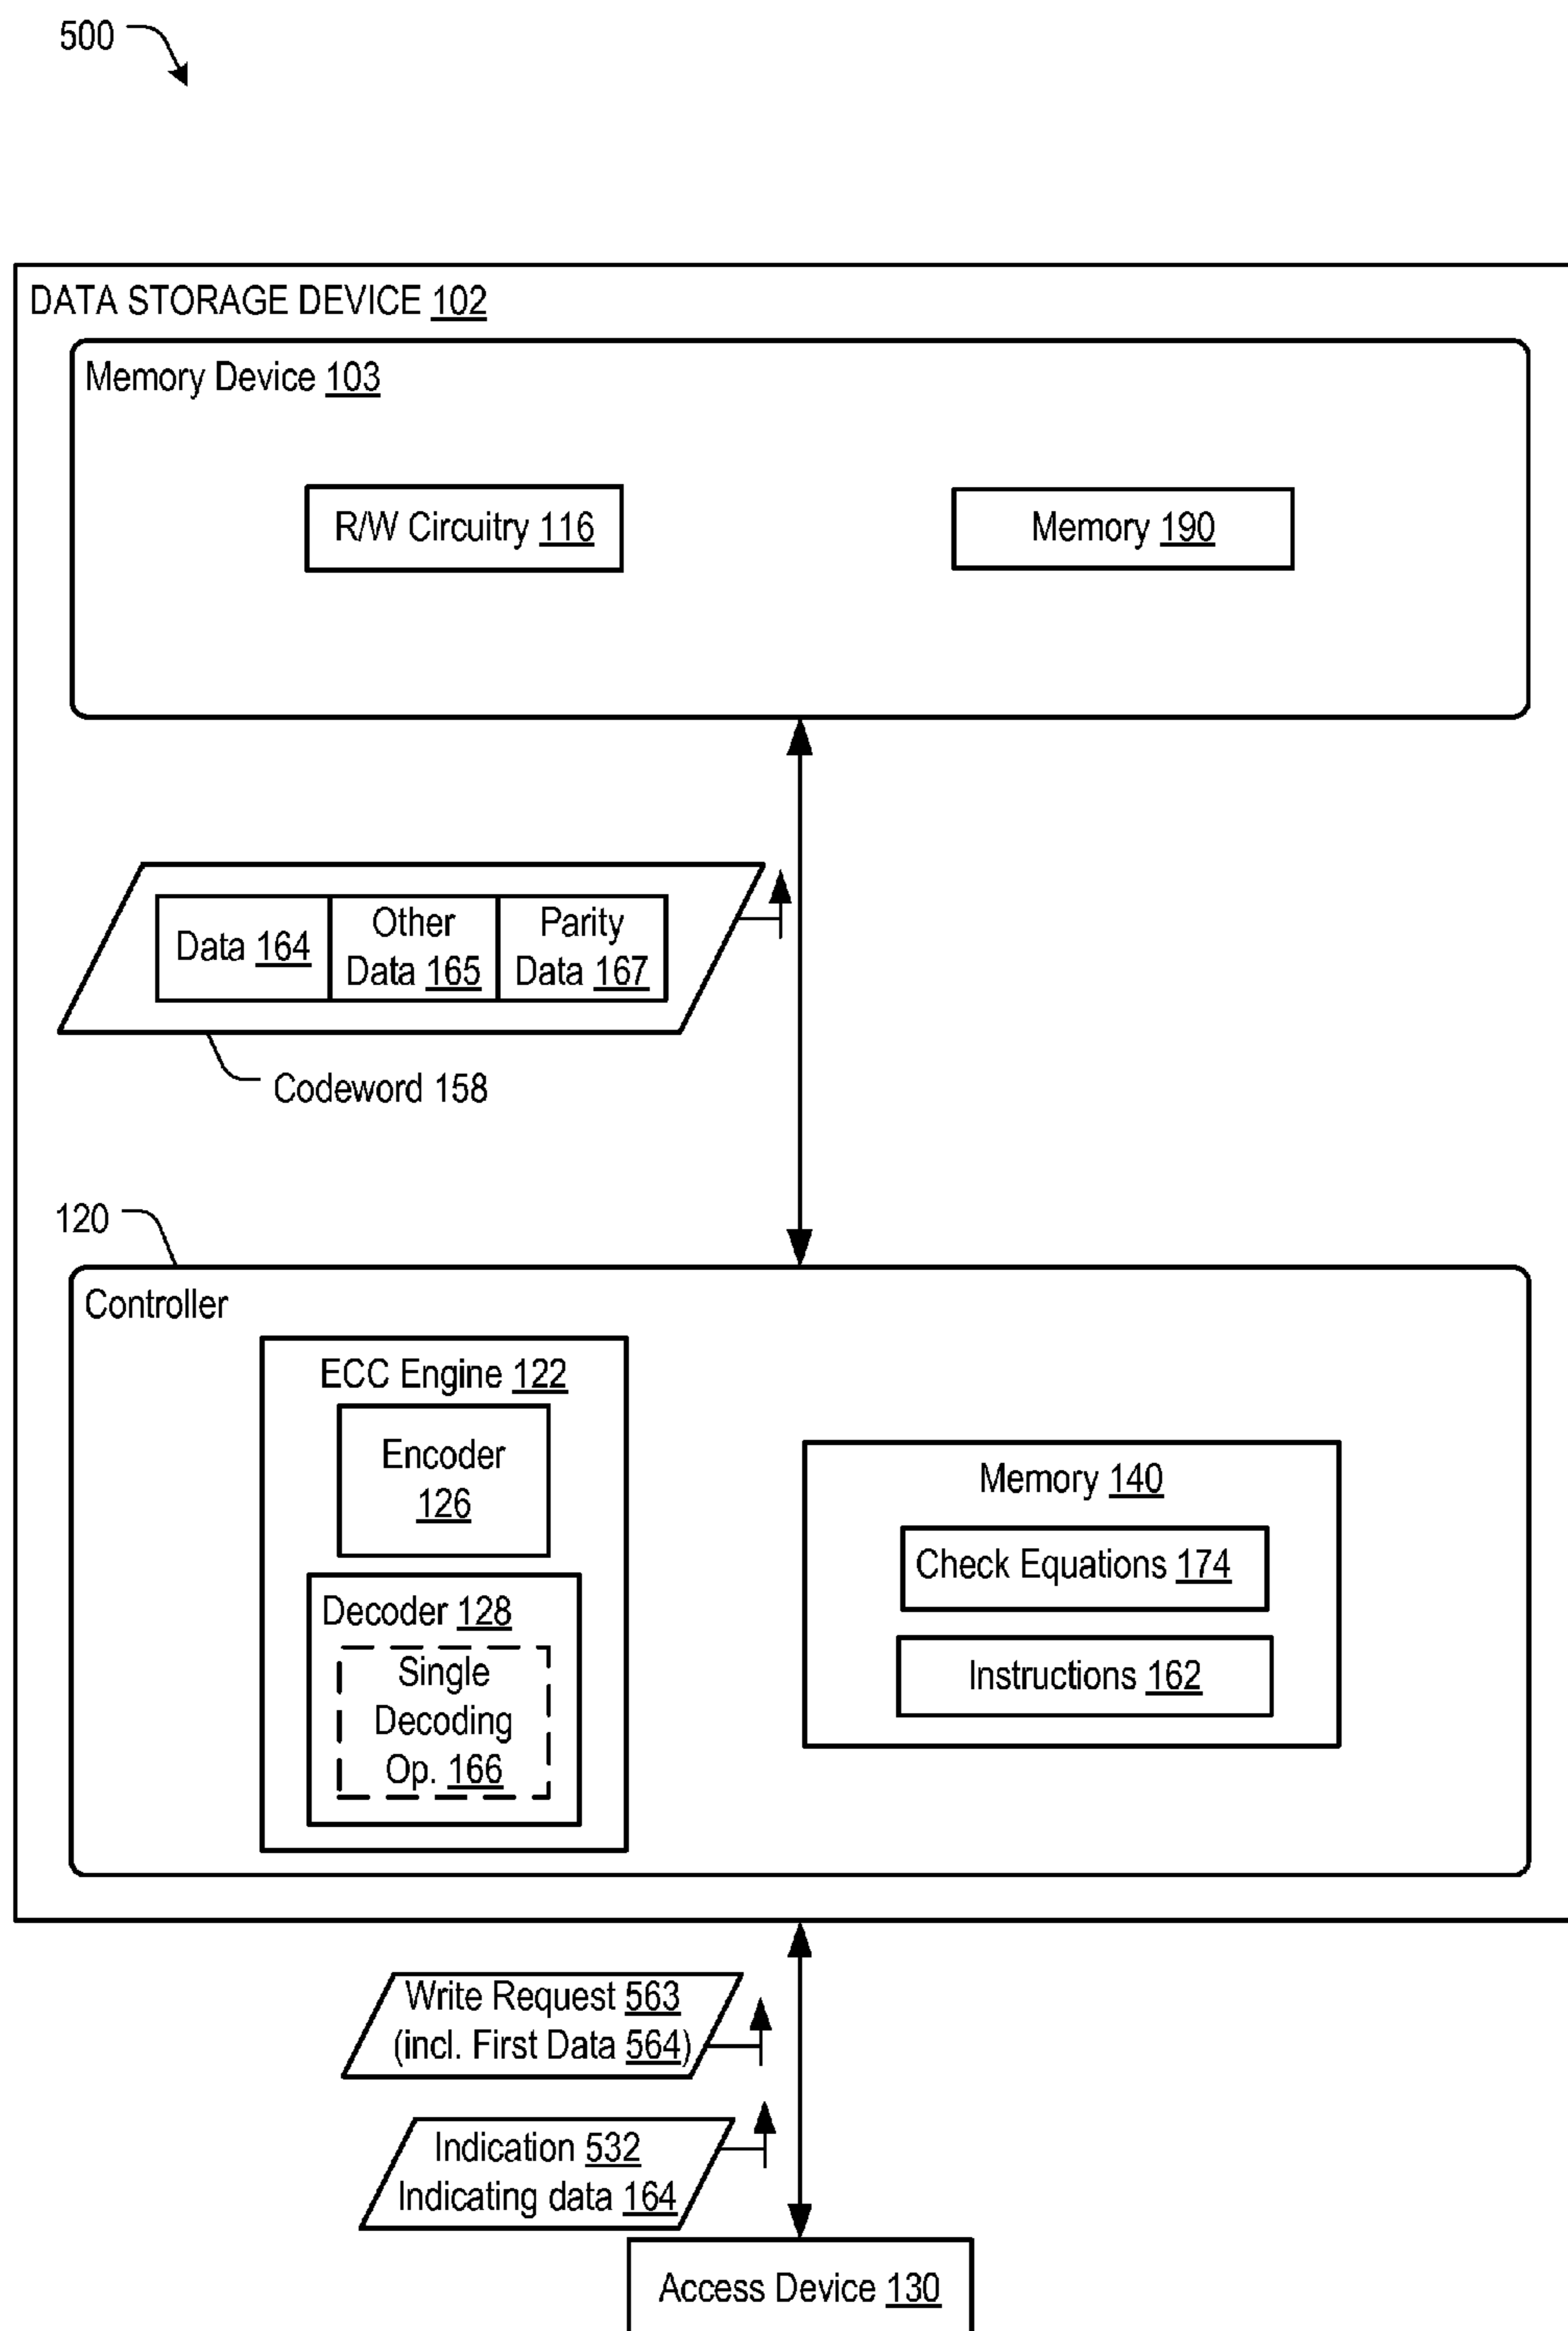 500
DATA STORAGE DEVICE 102
Memory Device 103
R/W Circuitry 116
Memory 190
Data 164
Other
Data 165
Parity
Data 167
Codeword 158
120
Controller
ECC Engine 122
Encoder
126
Decoder 128
Single
Decoding
Op. 166
Memory 140
Check Equations 174
Instructions 162
Write Request 563
(incl. First Data 564)
Indication 532
Indicating data 164
Access Device 130